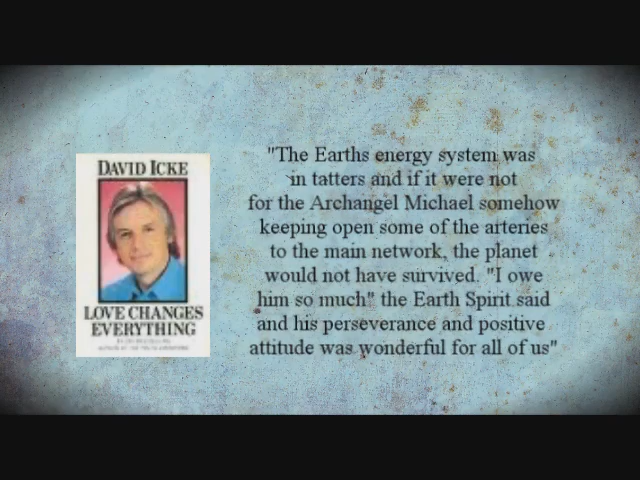 DAVID ICKE
LOVE CHANGES
EVERYTHING
"The Earths energy system was
in tatters and if it were not
for the Archangel Michael somehow
keeping open some of the arteries
to the main network, the planet
would not have survived. "I owe
him so much" the Earth Spirit said
and his perseverance and positive
attitude was wonderful for all of us"